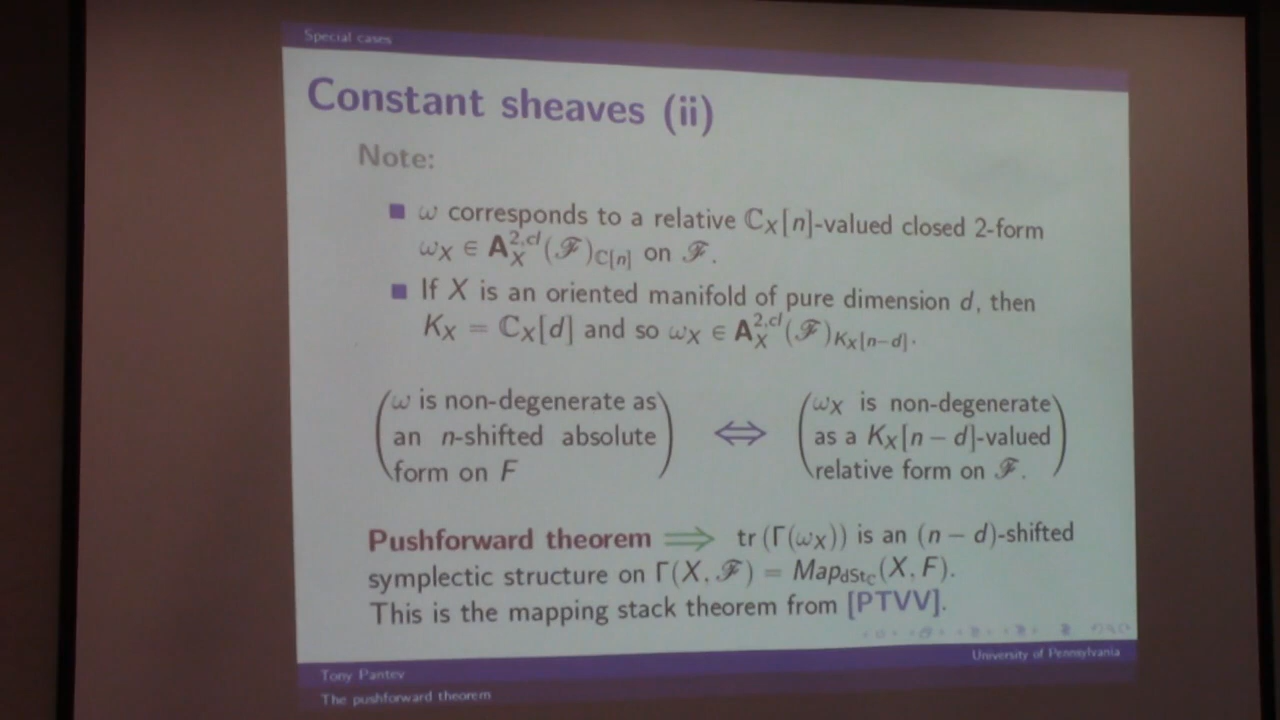 Special cases
Constant sheaves (ii)
Note:
ω corresponds to a relative ℂ_X[n]-valued closed 2-form
ω_X ∈ A_X^{2,cl}(ℱ)_{ℂ[n]} on ℱ.
If X is an oriented manifold of pure dimension d, then
K_X = ℂ_X[d] and so ω_X ∈ A_X^{2,cl}(ℱ)_{K_X[n−d]}.
(ω is non-degenerate as
an n-shifted absolute
form on F)
⇔
(ω_X is non-degenerate
as a K_X[n − d]-valued
relative form on ℱ.)
Pushforward theorem ⟹ tr (Γ(ω_X)) is an (n − d)-shifted
symplectic structure on Γ(X, ℱ) = Map_{dSt_ℂ}(X, F).
This is the mapping stack theorem from [PTVV].
Tony Pantev
University of Pennsylvania
The pushforward theorem